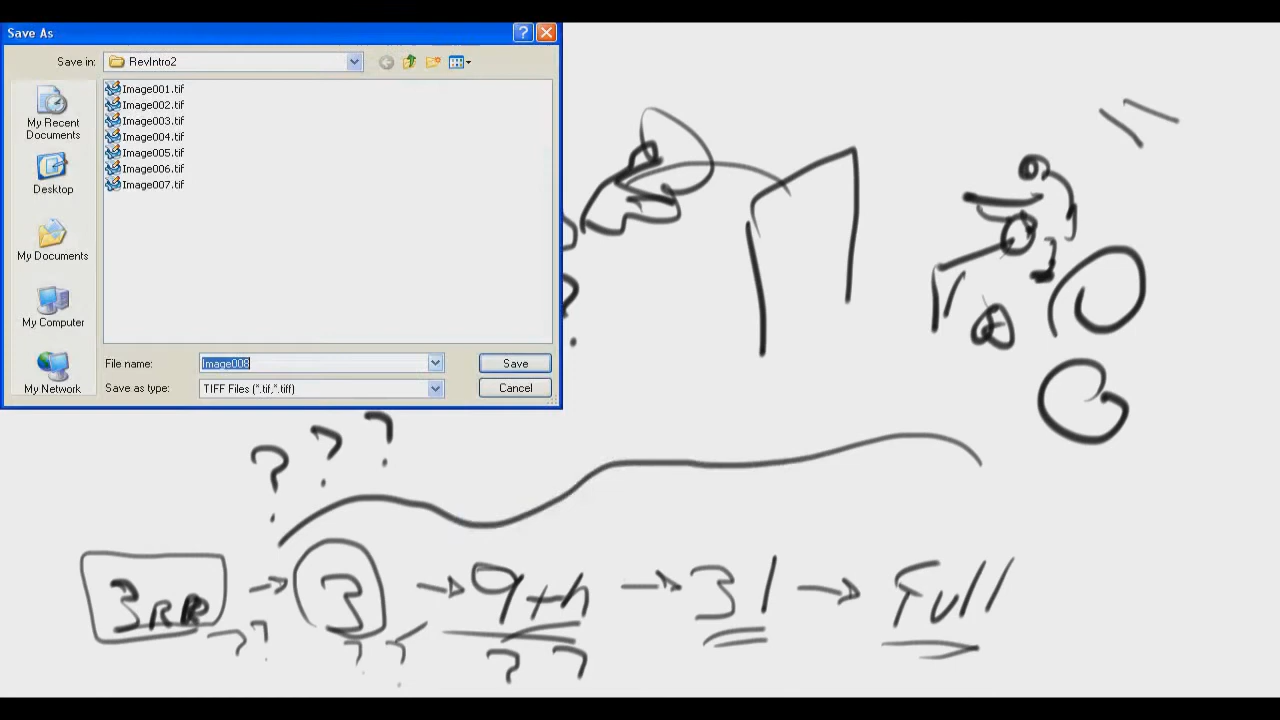 Save As
Save in: RevIntro2
Image001.tif
Image002.tif
Image003.tif
Image004.tif
Image005.tif
Image006.tif
Image007.tif
My Recent
Documents
Desktop
My Documents
My Computer
My Network
File name: Image008 Save
Save as type: TIFF Files (*.tif,*.tiff) Cancel
?
? ? ?
3RR → 3 → 9th → 31 → Full
? ? ? ? ? ?